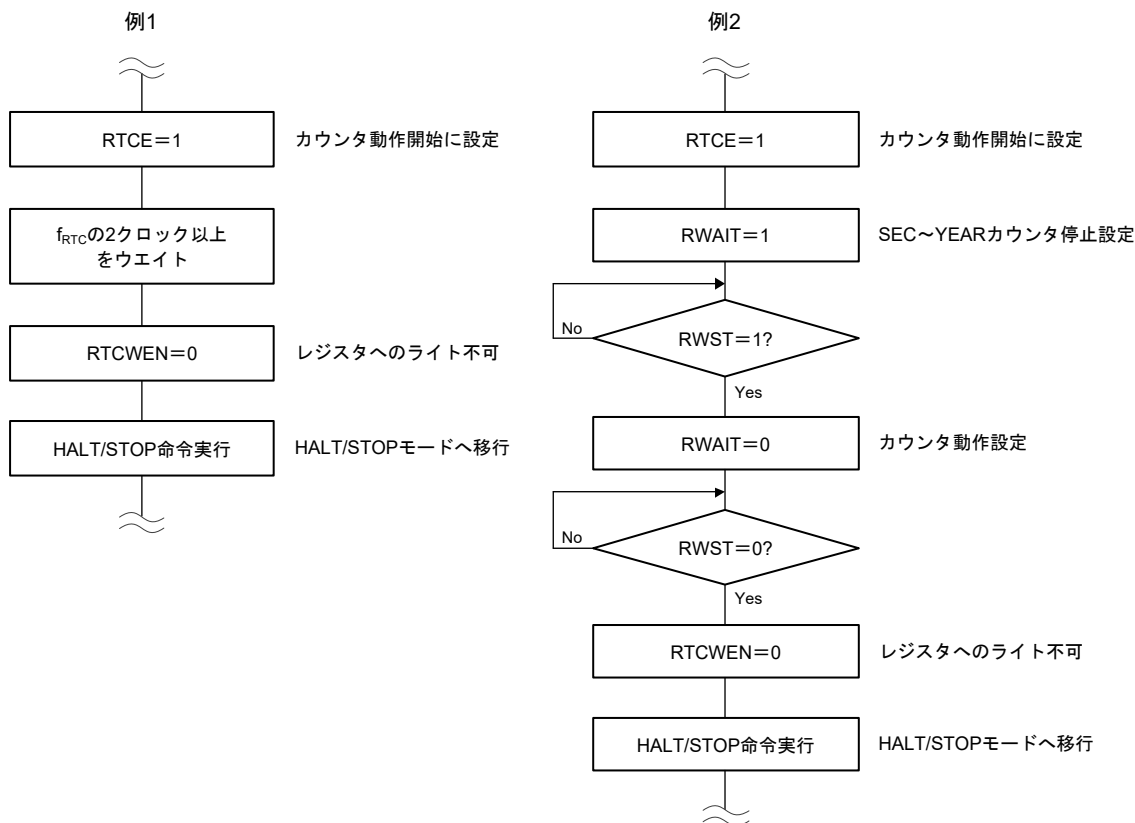 例1
RTCE＝1
カウンタ動作開始に設定
fRTCの2クロック以上
をウエイト
RTCWEN＝0
レジスタへのライト不可
HALT/STOP命令実行
HALT/STOPモードへ移行
例2
RTCE＝1
カウンタ動作開始に設定
RWAIT＝1
SEC～YEARカウンタ停止設定
No
RWST＝1?
Yes
RWAIT＝0
カウンタ動作設定
No
RWST＝0?
Yes
RTCWEN＝0
レジスタへのライト不可
HALT/STOP命令実行
HALT/STOPモードへ移行